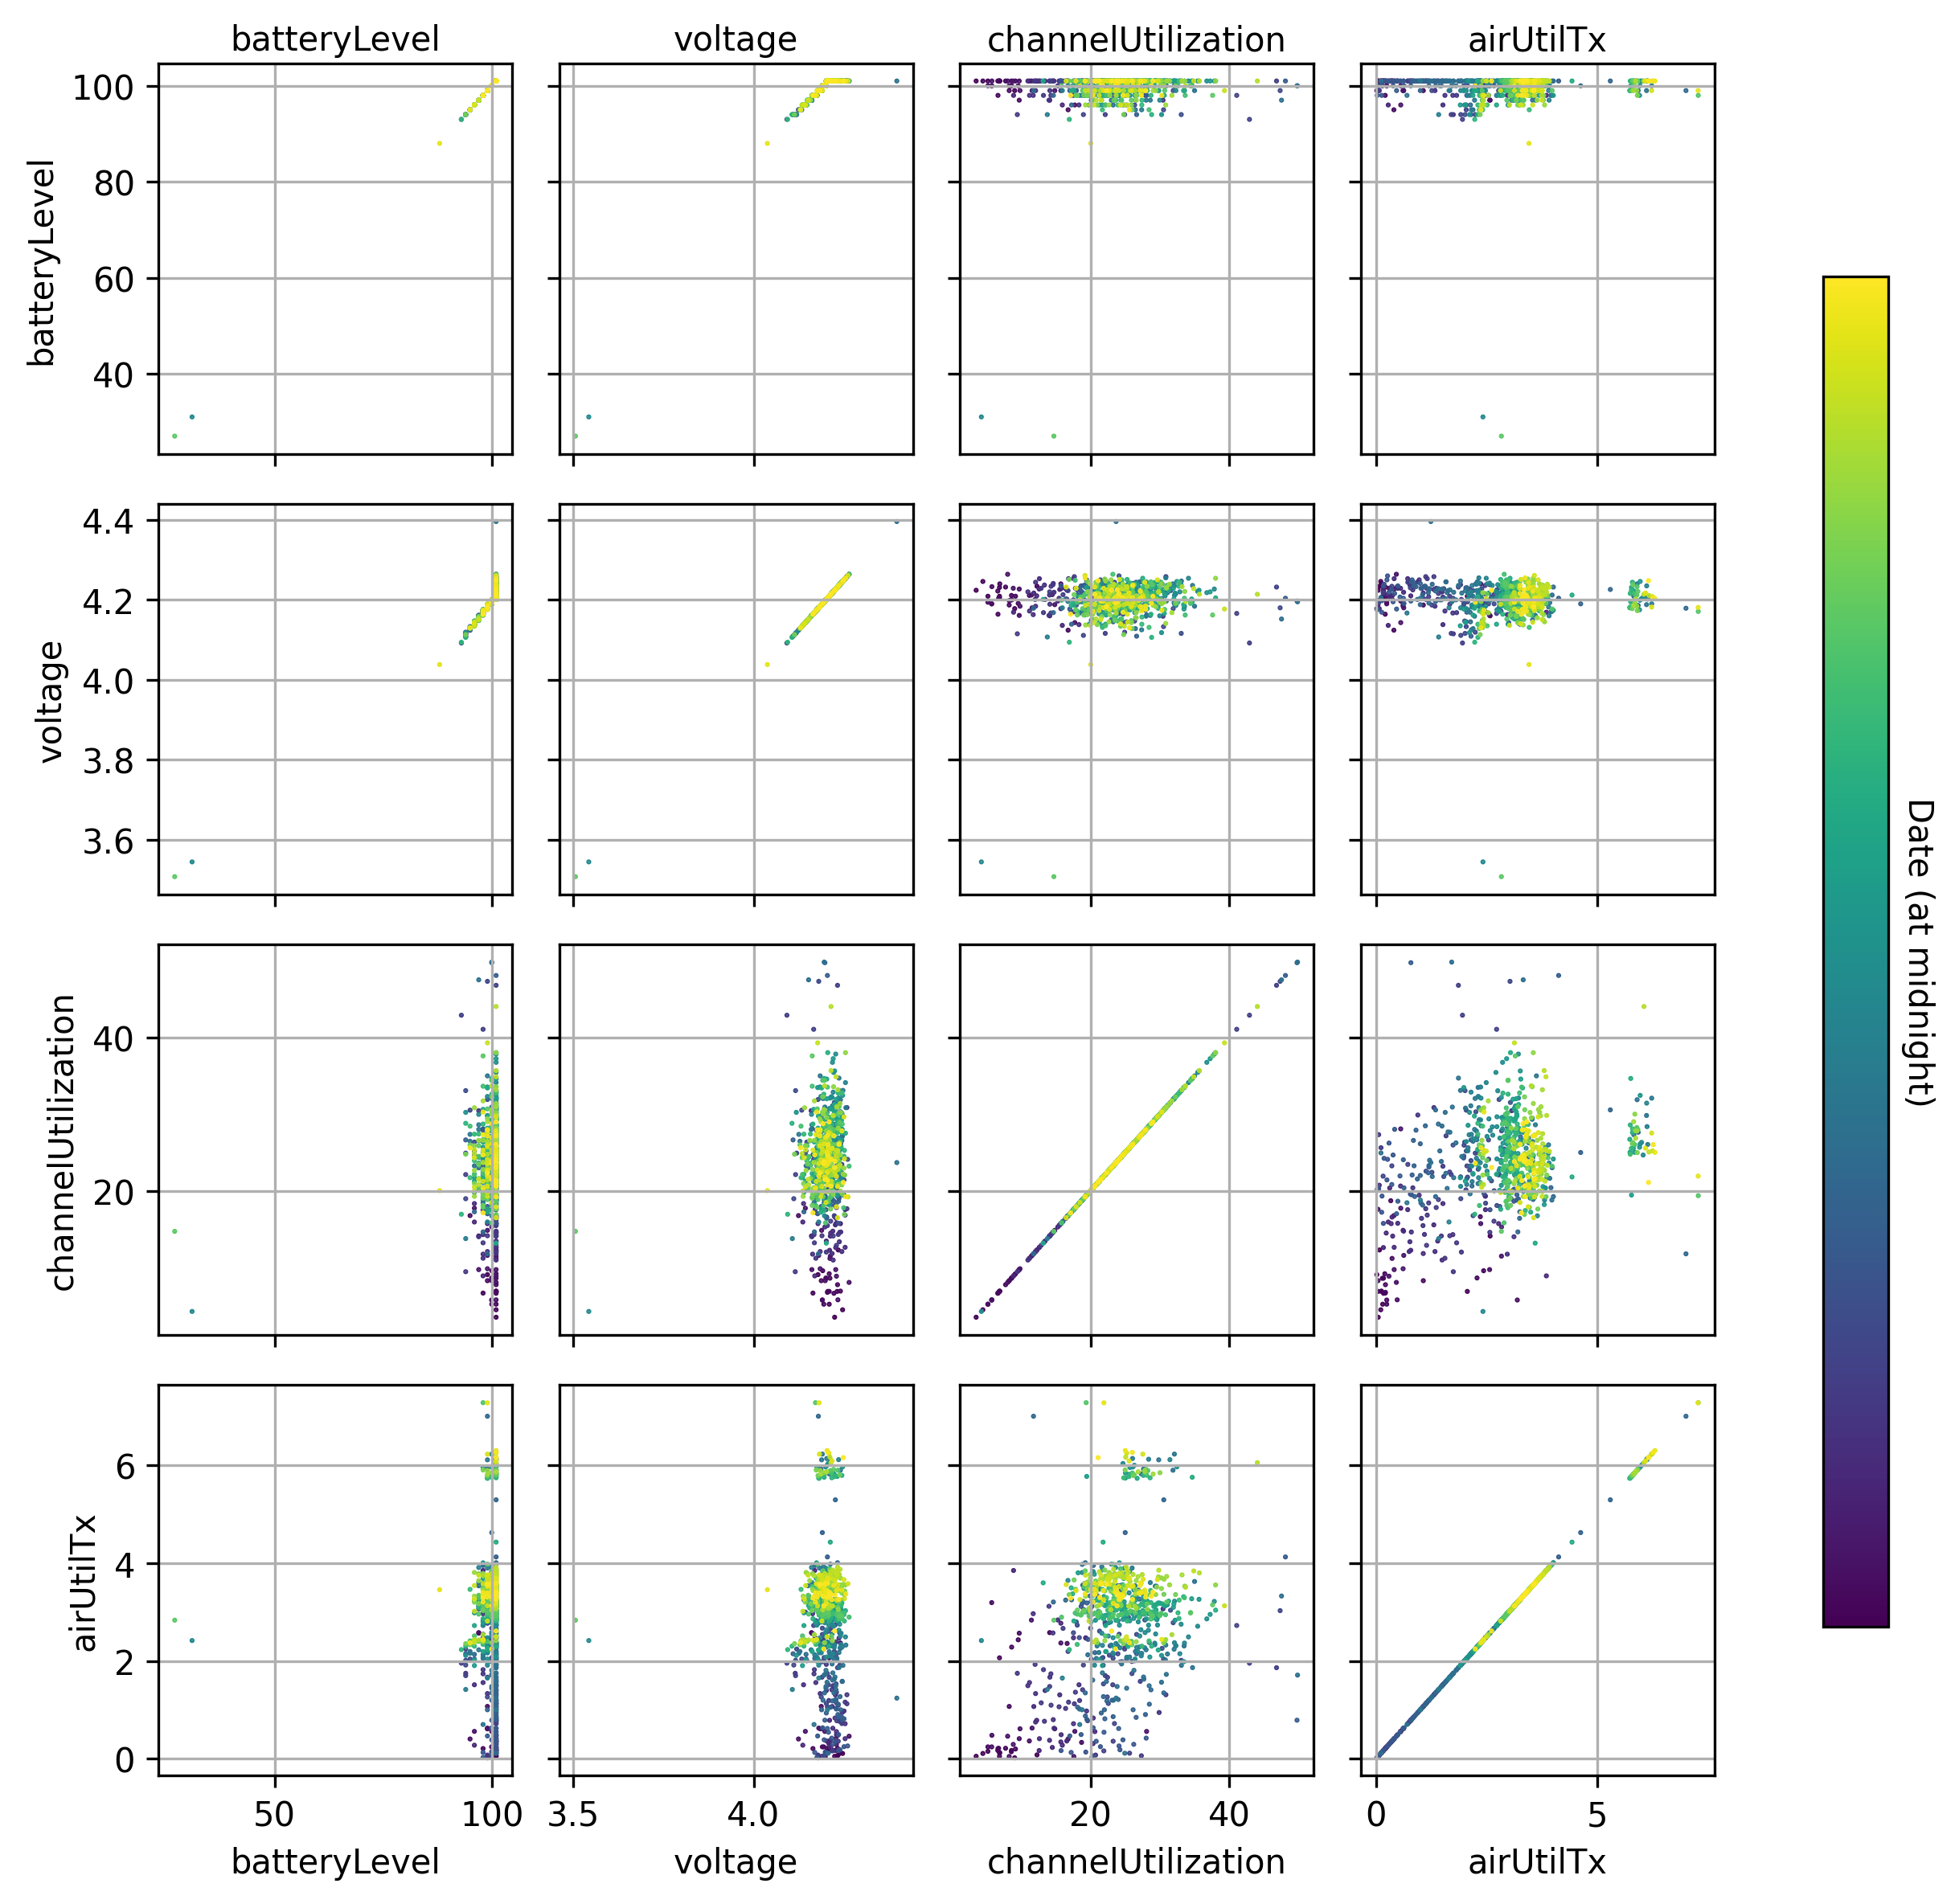 batteryLevel voltage channelUtilization airUtilTx
batteryLevel
100
80
60
40
voltage
4.4
4.2
4.0
3.8
3.6
channelUtilization
40
20
airUtilTx
6
4
2
0
50 100 3.5 4.0 20 40 0 5
batteryLevel voltage channelUtilization airUtilTx
Date (at midnight)